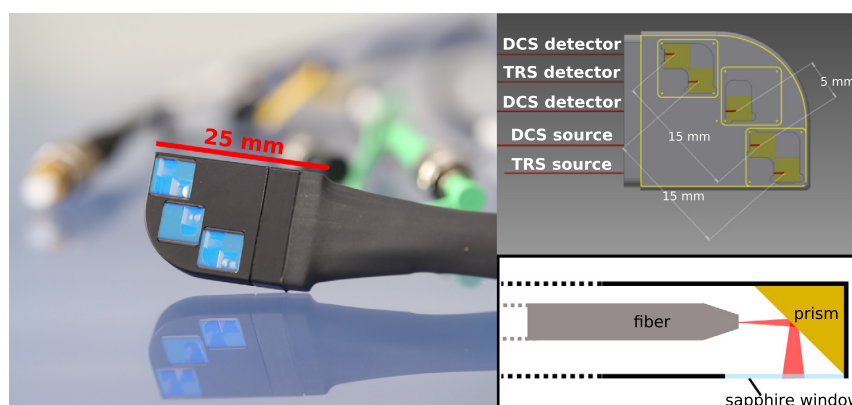 25 mm
DCS detector
TRS detector
DCS detector
DCS source
TRS source
5 mm
15 mm
15 mm
fiber
prism
sapphire window